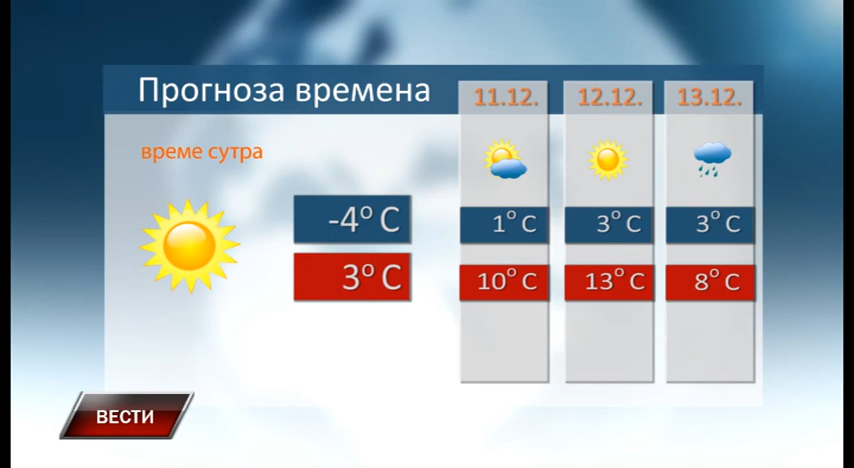 Прогноза времена
време сутра
-4° C
3° C
11.12.
1° C
10° C
12.12.
3° C
13° C
13.12.
3° C
8° C
ВЕСТИ